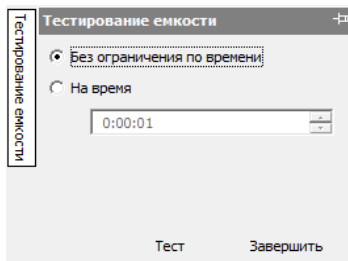 Тестирование емкости
Тестирование емкости
Без ограничения по времени
На время
0:00:01
Тест Завершить